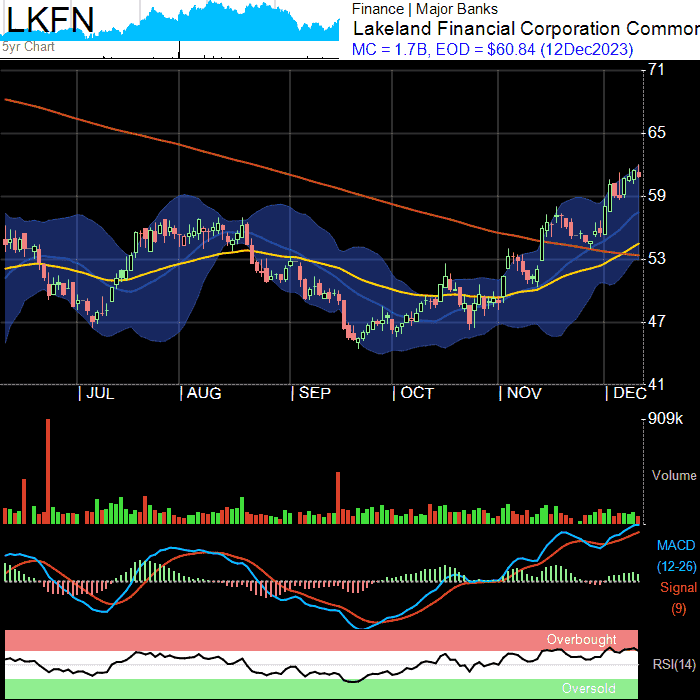 LKFN
5yr Chart
Finance | Major Banks
Lakeland Financial Corporation Common
MC = 1.7B, EOD = $60.84 (12Dec2023)
71
65
59
53
47
41
| JUL | AUG | SEP | OCT | NOV | DEC
909k
Volume
MACD
(12-26)
Signal
(9)
Overbought
RSI(14)
Oversold